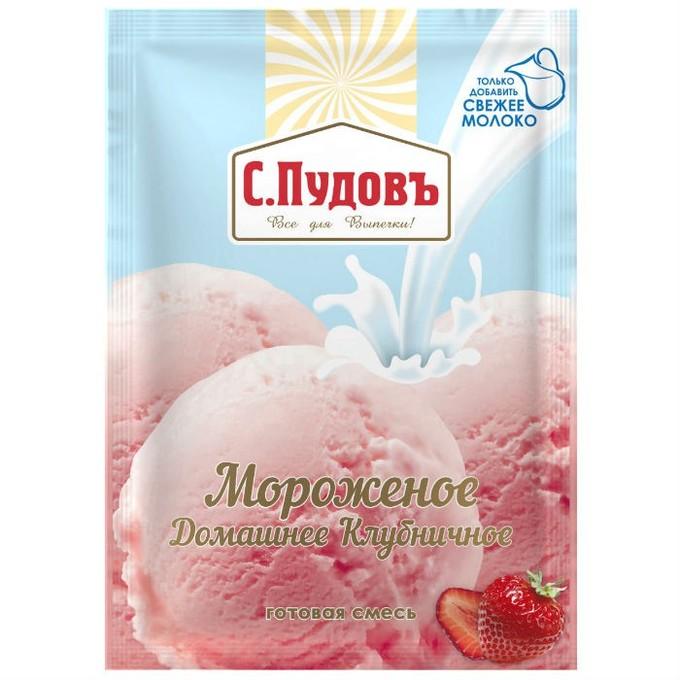 ТОЛЬКО
ДОБАВИТЬ
СВЕЖЕЕ
МОЛОКО
С.Пудовъ
Все для Выпечки!
Мороженое
Домашнее Клубничное
готовая смесь